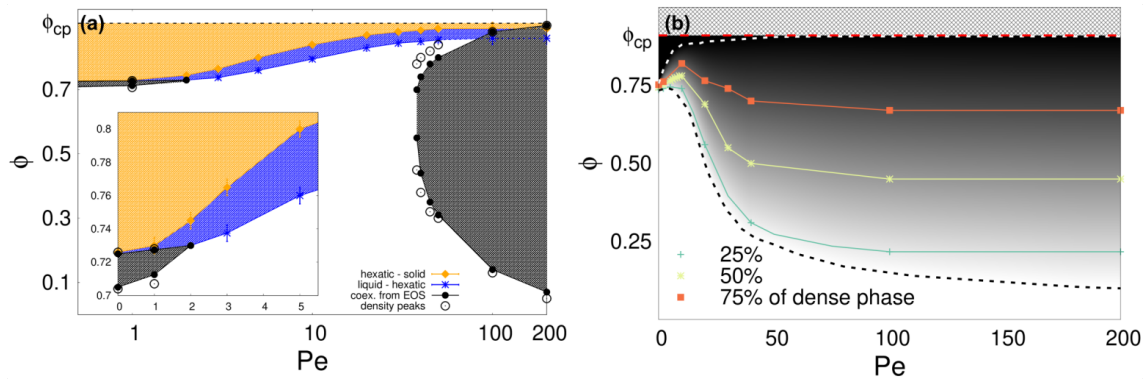 (a)
ϕcp
0.7
0.5
0.3
0.1
ϕ
1
10
100
200
Pe
0.8
0.78
0.76
0.74
0.72
0.7
0
1
2
3
4
5
hexatic - solid
liquid - hexatic
coex. from EOS
density peaks
(b)
ϕcp
0.75
0.50
0.25
ϕ
25%
50%
75% of dense phase
0
50
100
150
200
Pe